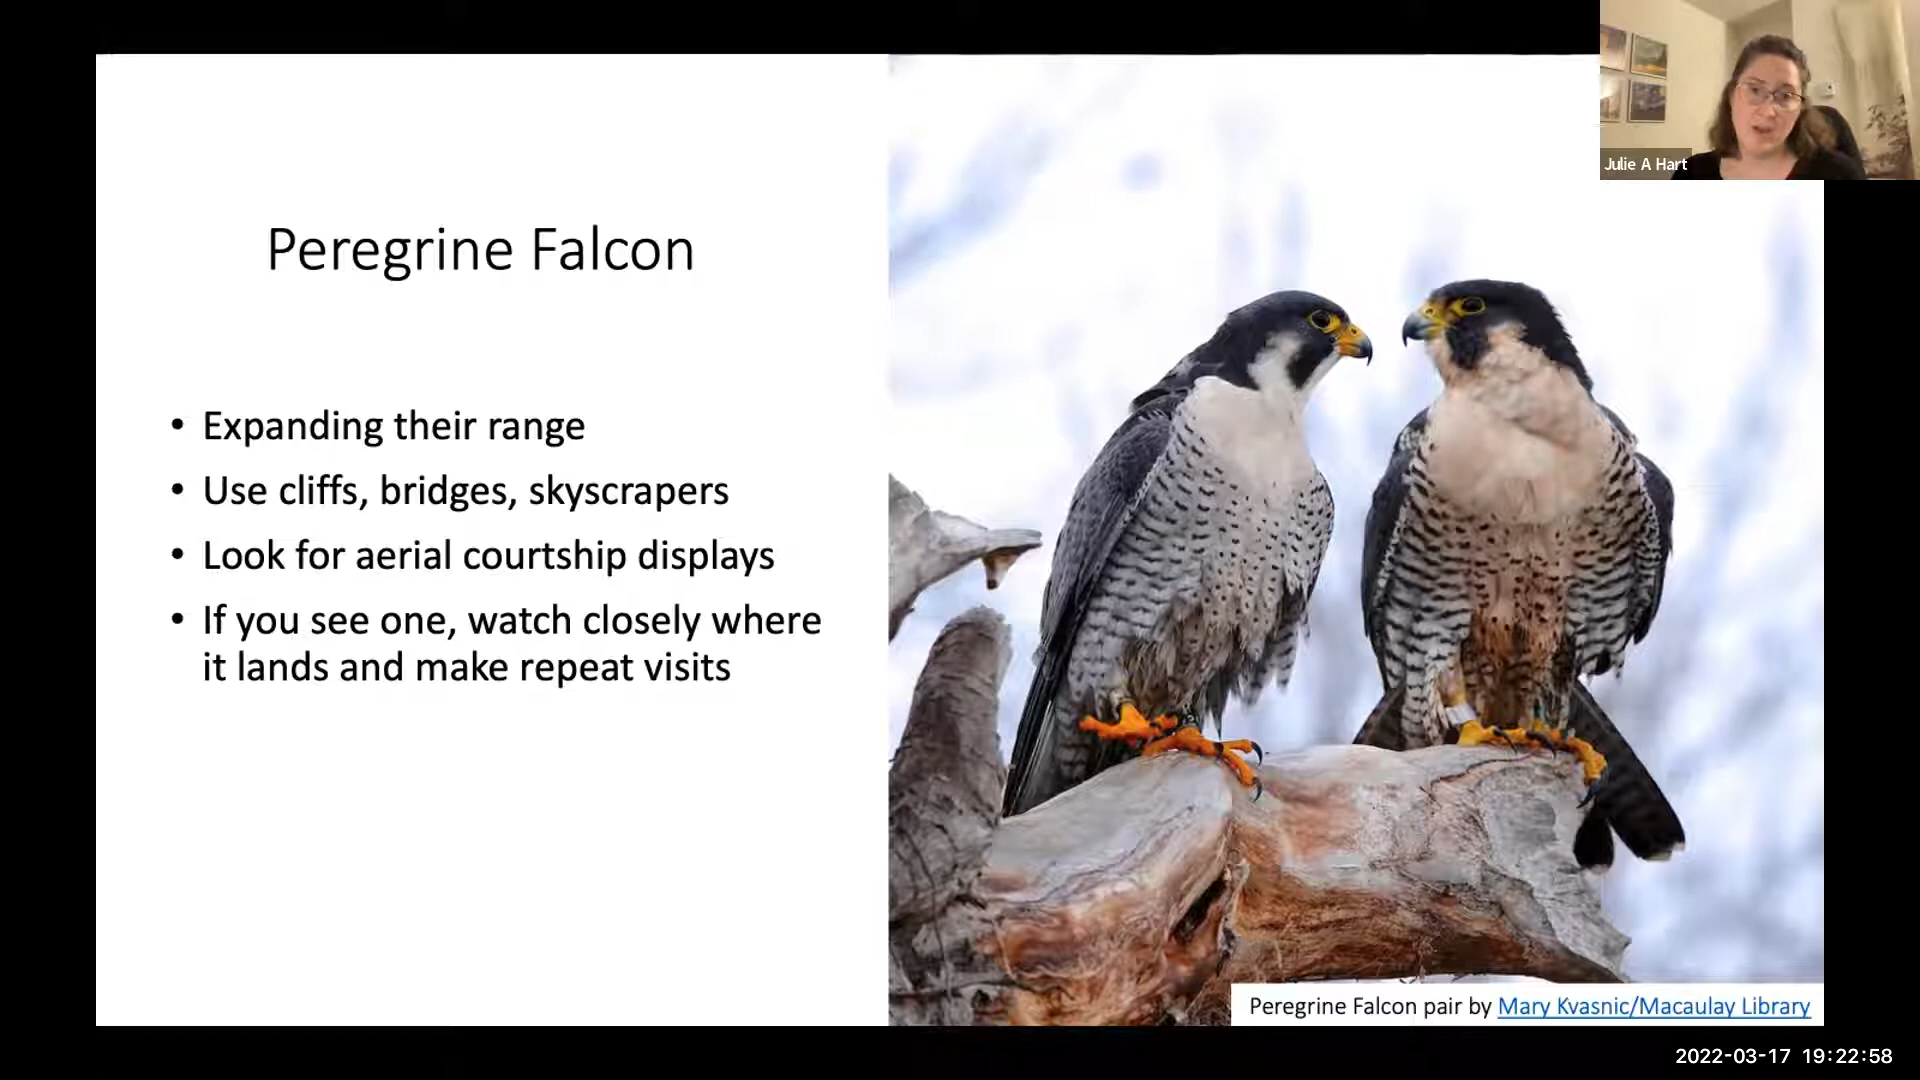 Julie A Hart
Peregrine Falcon
• Expanding their range
• Use cliffs, bridges, skyscrapers
• Look for aerial courtship displays
• If you see one, watch closely where
it lands and make repeat visits
Peregrine Falcon pair by Mary Kvasnic/Macaulay Library
2022-03-17 19:22:58